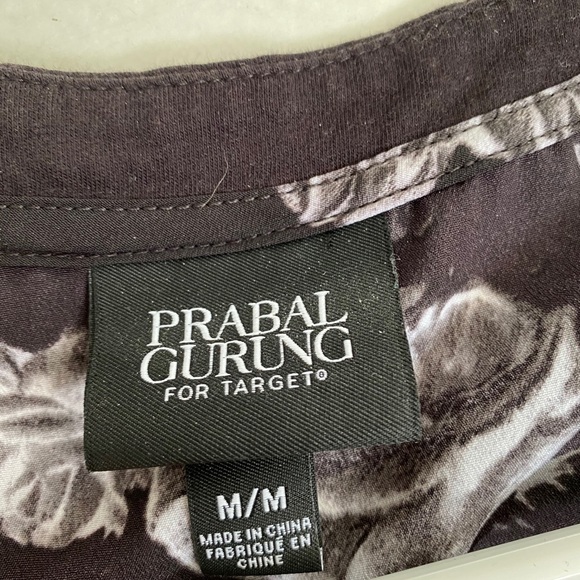 PRABAL
GURUNG
FOR TARGET®
M/M
MADE IN CHINA
FABRIQUÉ EN
CHINE